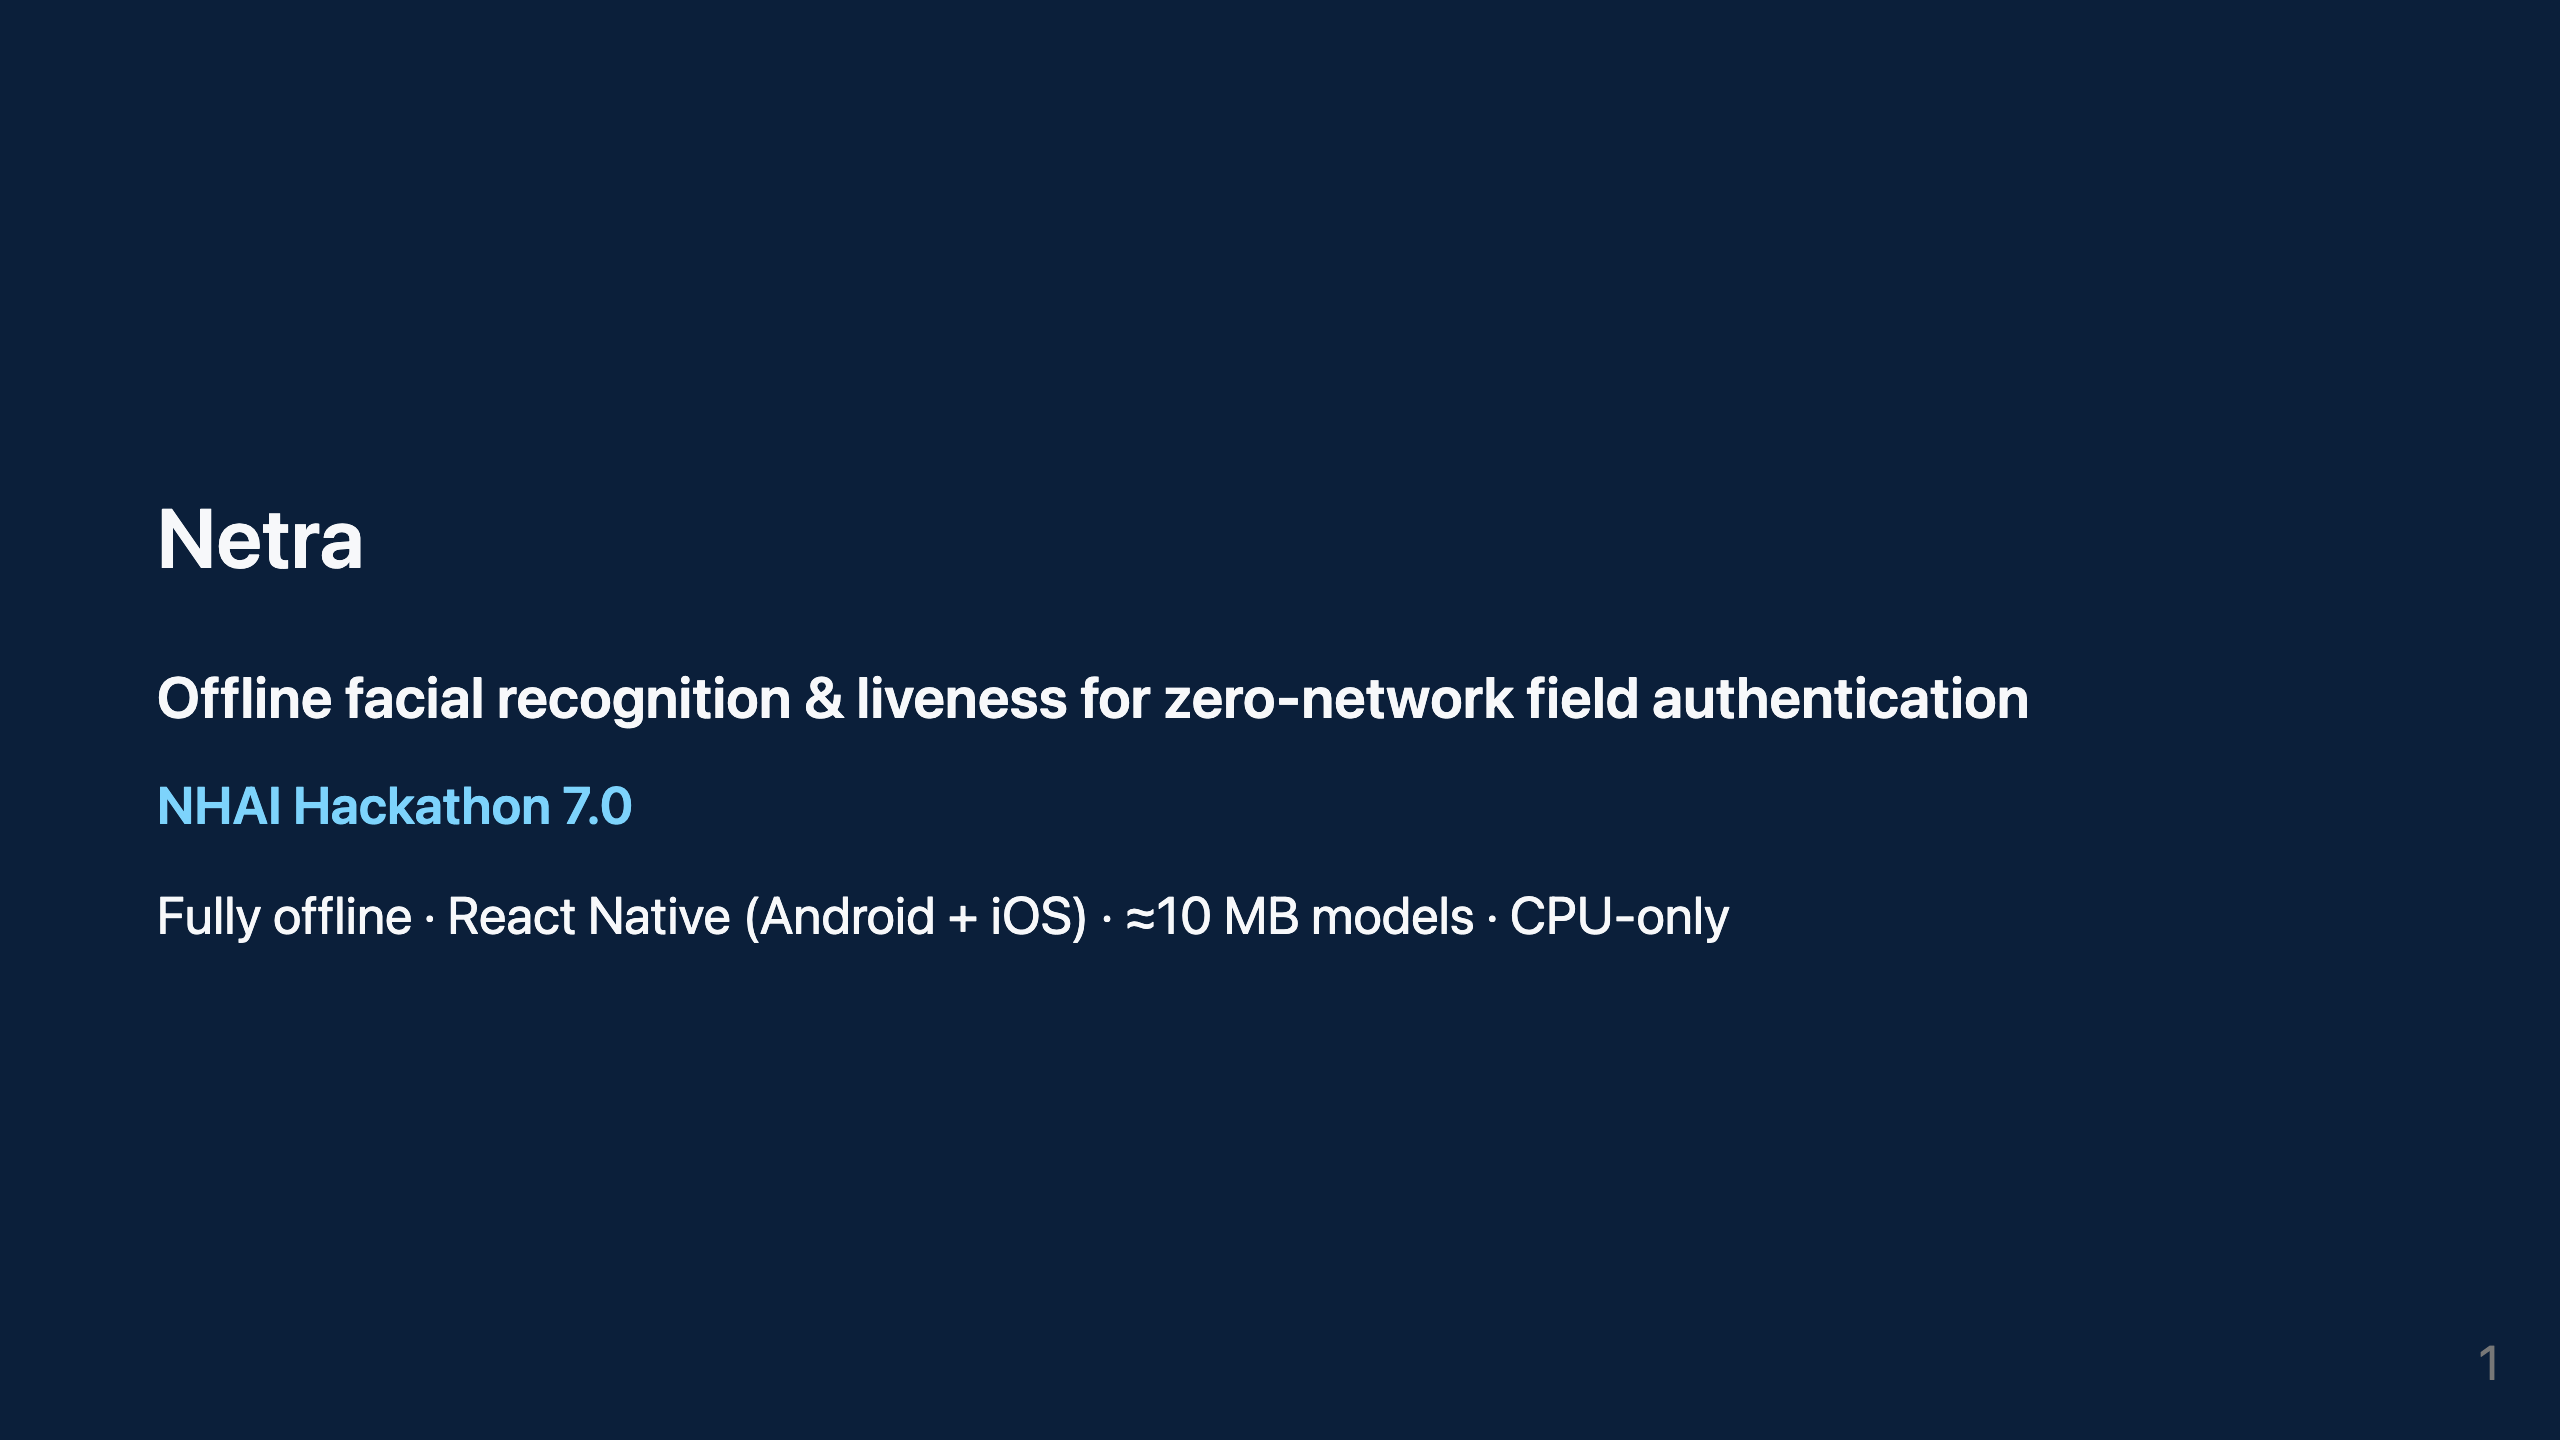 Netra
Offline facial recognition & liveness for zero-network field authentication
NHAI Hackathon 7.0
Fully offline · React Native (Android + iOS) · ≈10 MB models · CPU-only
1